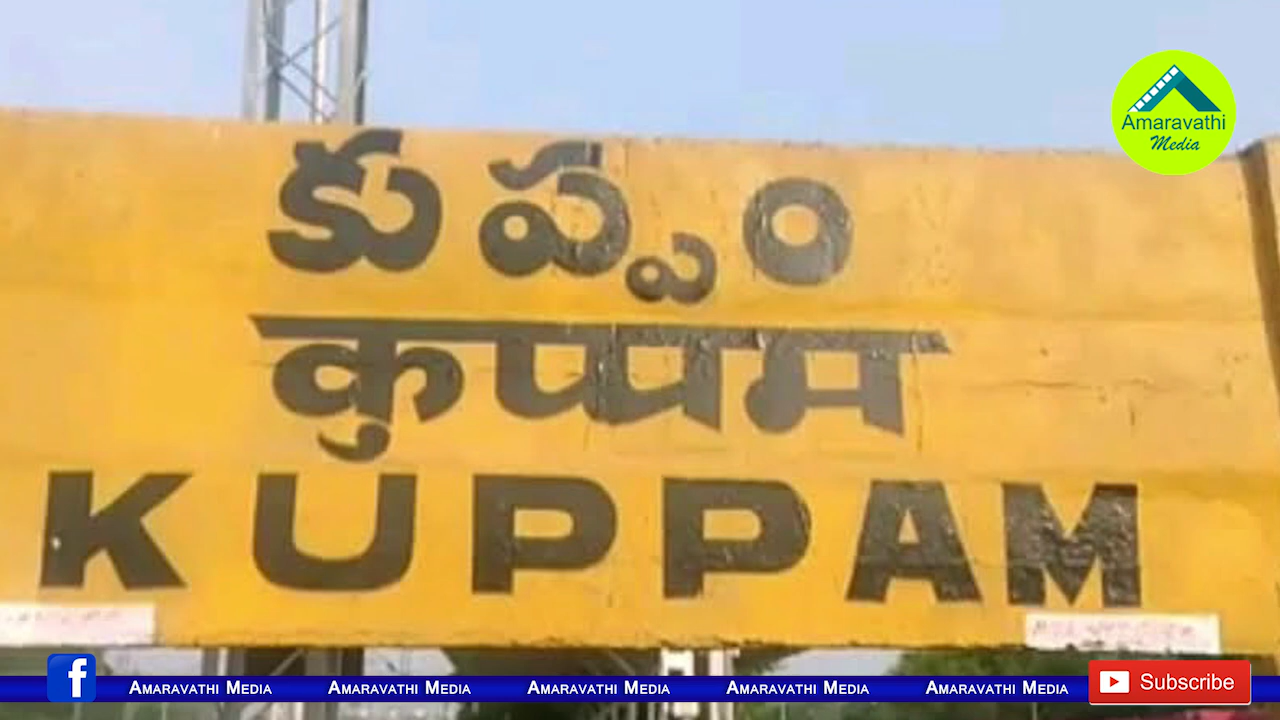 Amaravathi
Media
కుప్పం
कुप्पम
KUPPAM
f Amaravathi Media Amaravathi Media Amaravathi Media Amaravathi Media Amaravathi Media Subscribe